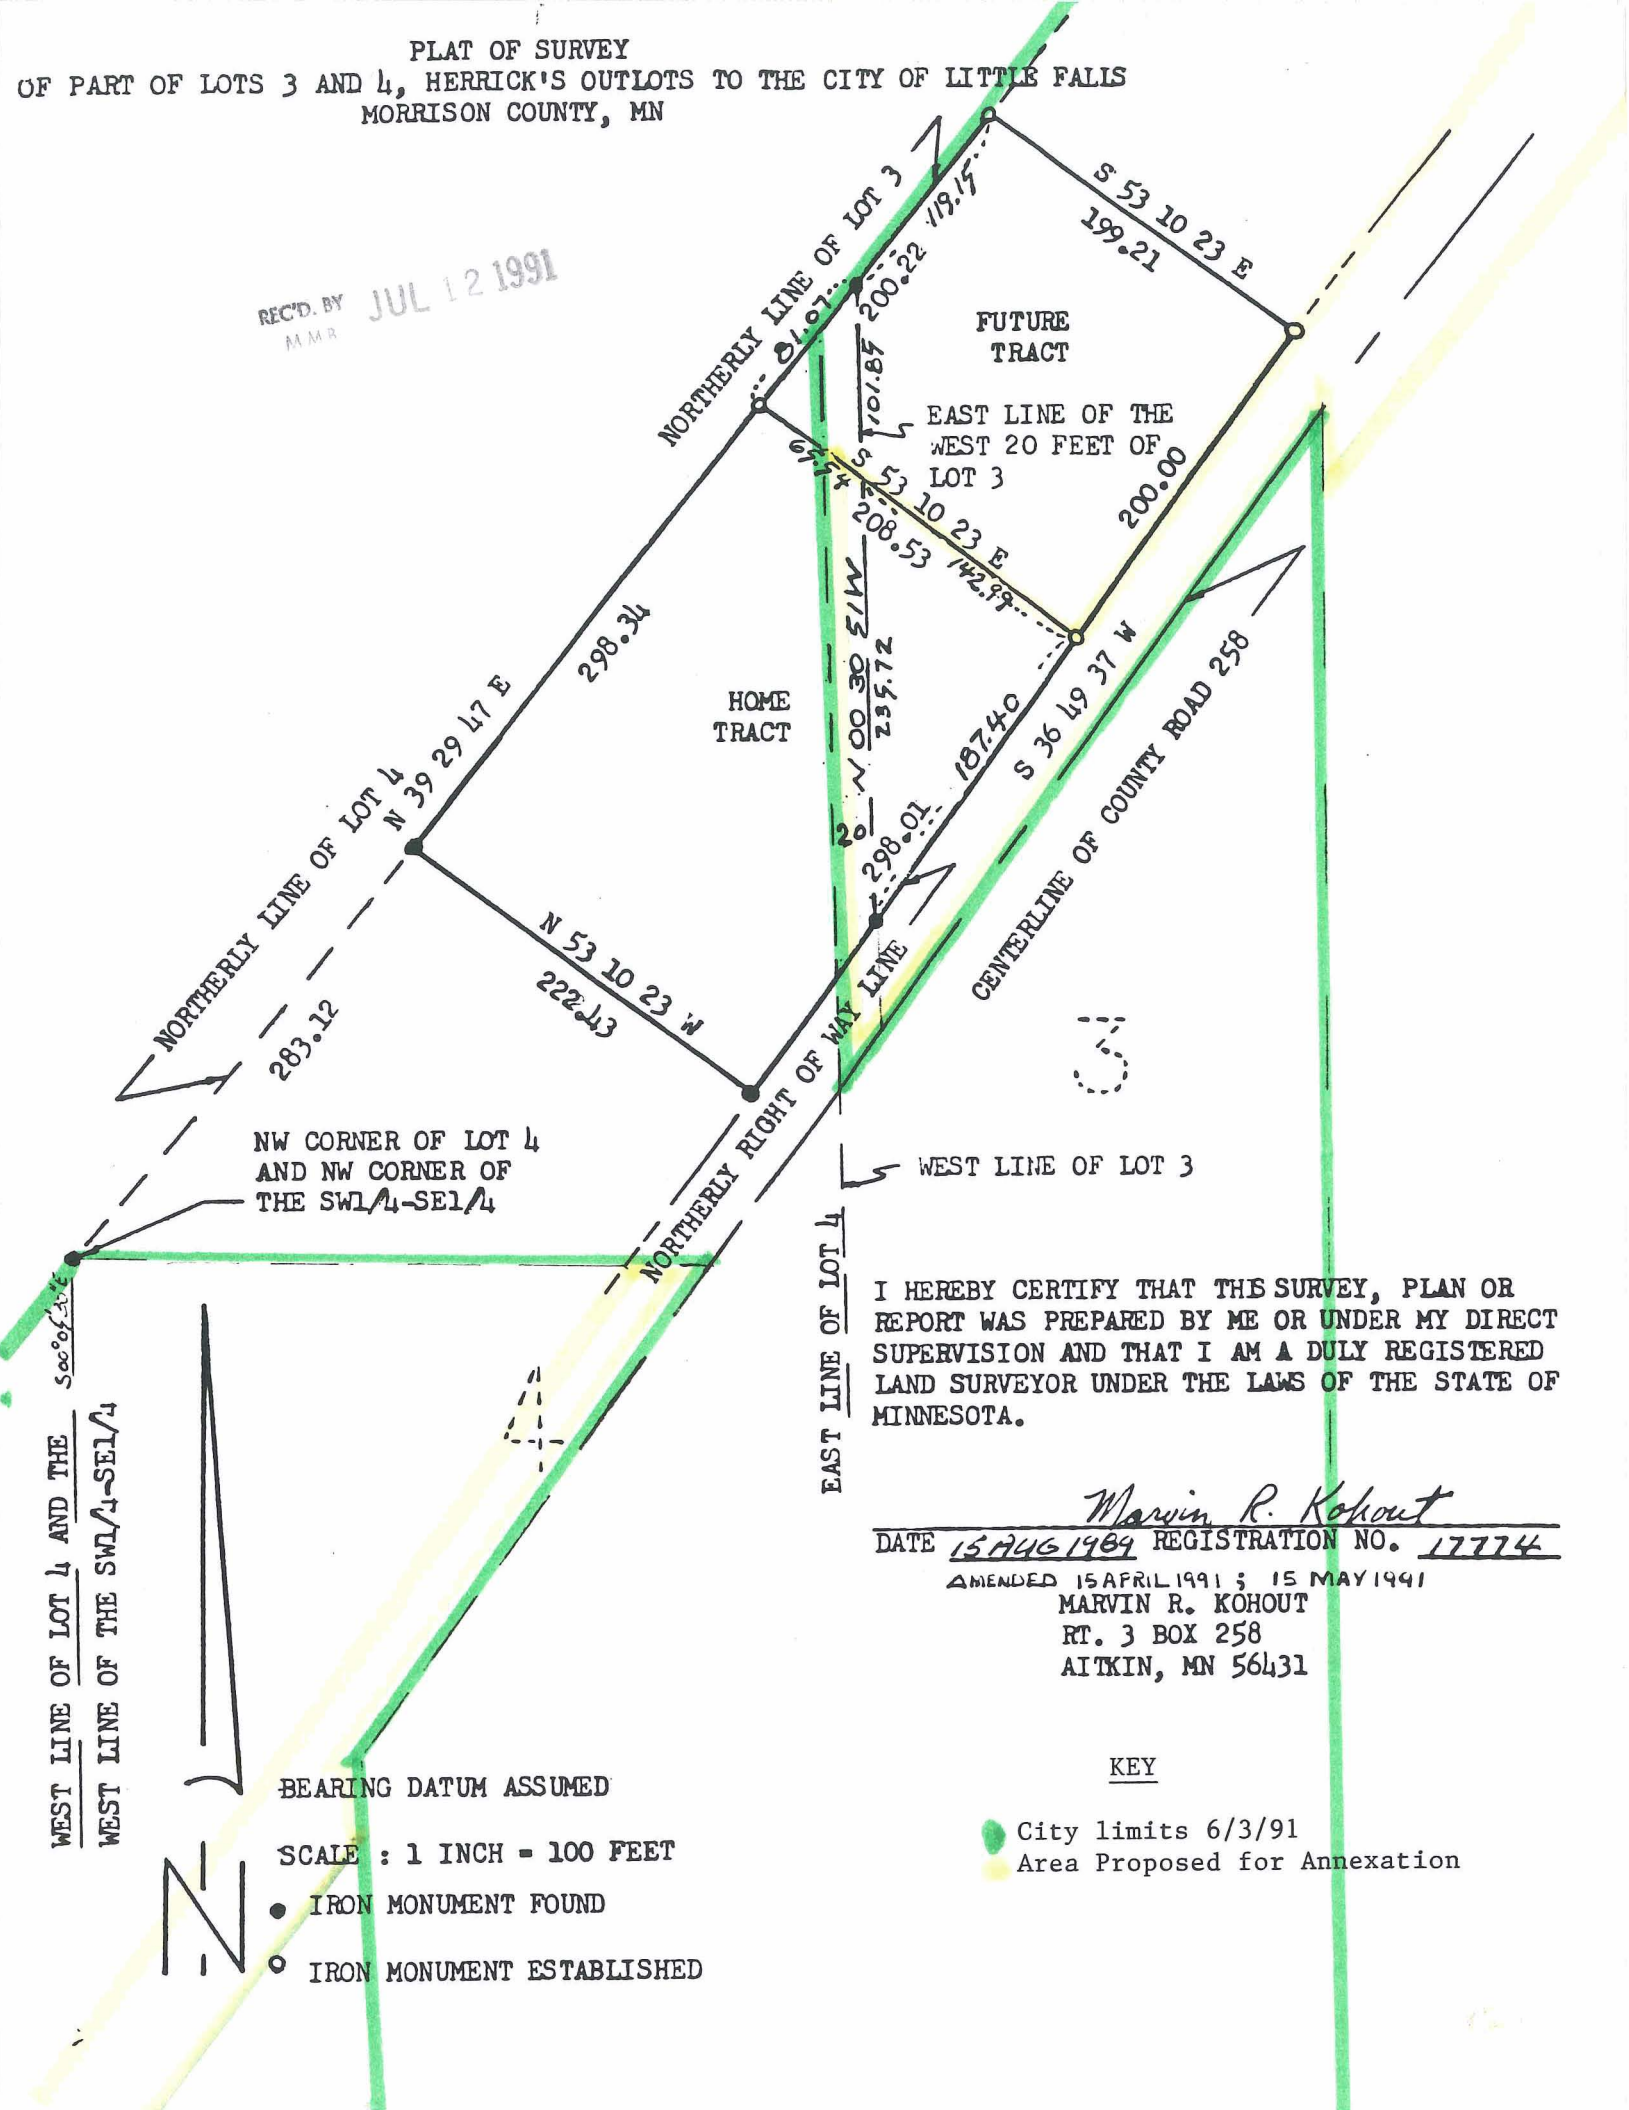 PLAT OF SURVEY
OF PART OF LOTS 3 AND 4, HERRICK'S OUTLOTS TO THE CITY OF LITTLE FALLS
MORRISON COUNTY, MN
REC'D. BY JUL 12 1991
MMR
NORTHERLY LINE OF LOT 3
119.15
200.22
81.07
S 53 10 23 E
199.21
FUTURE
TRACT
101.85
EAST LINE OF THE
WEST 20 FEET OF
LOT 3
S 53 10 23 E
65.54
208.53
142.99
200.00
298.34
N 39 29 47 E
HOME
TRACT
N 00 30 51W
235.72
20
187.40
298.01
S 36 49 37 W
CENTERLINE OF COUNTY ROAD 258
NORTHERLY LINE OF LOT 4
283.12
N 53 10 23 W
222.43
NORTHERLY RIGHT OF WAY LINE
3
NW CORNER OF LOT 4
AND NW CORNER OF
THE SW1/4-SE1/4
WEST LINE OF LOT 3
EAST LINE OF LOT 4
4
WEST LINE OF LOT 4 AND THE
WEST LINE OF THE SW1/4-SE1/4
I HEREBY CERTIFY THAT THIS SURVEY, PLAN OR
REPORT WAS PREPARED BY ME OR UNDER MY DIRECT
SUPERVISION AND THAT I AM A DULY REGISTERED
LAND SURVEYOR UNDER THE LAWS OF THE STATE OF
MINNESOTA.
Marvin R. Kohout
DATE 15 AUG 1989 REGISTRATION NO. 17774
AMENDED 15 APRIL 1991 ; 15 MAY 1991
MARVIN R. KOHOUT
RT. 3 BOX 258
AITKIN, MN 56431
KEY
City limits 6/3/91
Area Proposed for Annexation
BEARING DATUM ASSUMED
SCALE : 1 INCH = 100 FEET
IRON MONUMENT FOUND
IRON MONUMENT ESTABLISHED
N